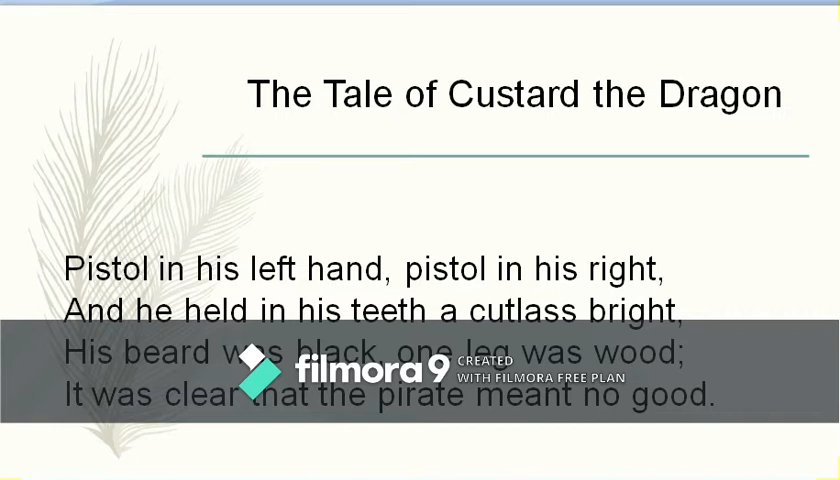 The Tale of Custard the Dragon
Pistol in his left hand, pistol in his right,
And he held in his teeth a cutlass bright,
His beard was black, one leg was wood;
It was clear that the pirate meant no good.
filmora9 CREATED
WITH FILMORA FREE PLAN